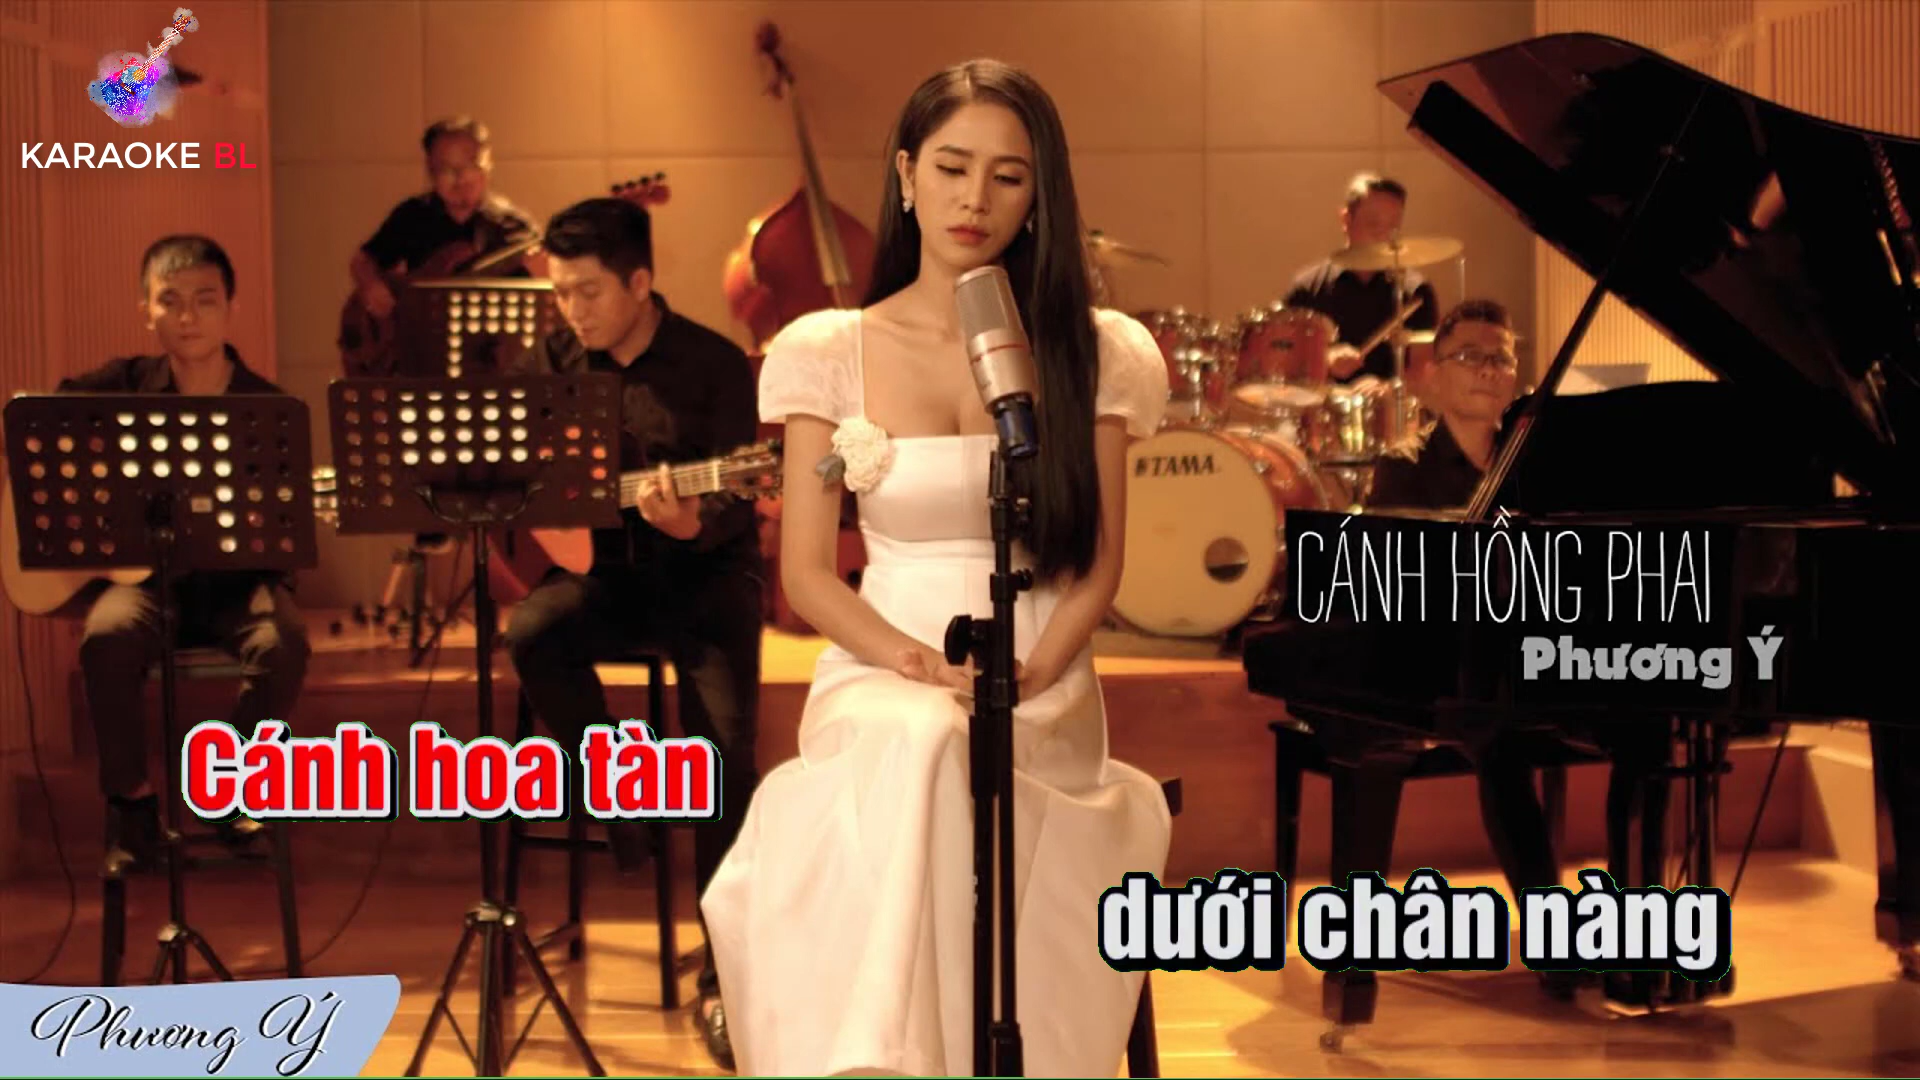 KARAOKE BL
TAMA
CÁNH HỒNG PHAI
Phương Ý
Cánh hoa tàn
dưới chân nàng
Phương Ý